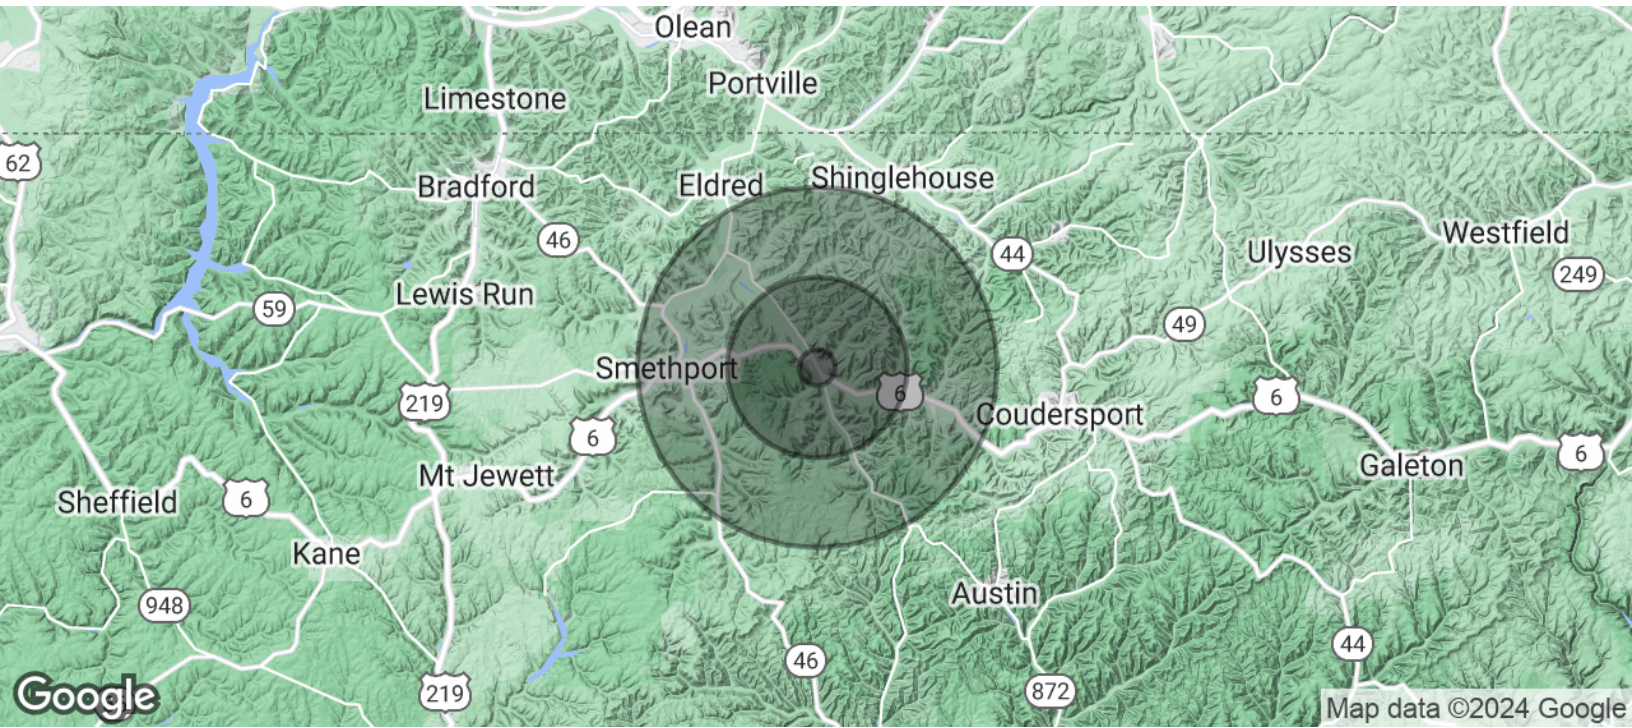 Olean
Portville
Limestone
62
Bradford
Eldred
Shinglehouse
46
44
Westfield
Ulysses
249
Lewis Run
59
49
Smethport
219
6
6
6
Coudersport
6
Mt Jewett
Galeton
6
Sheffield
Kane
Austin
948
46
44
219
872
Google
Map data ©2024 Google